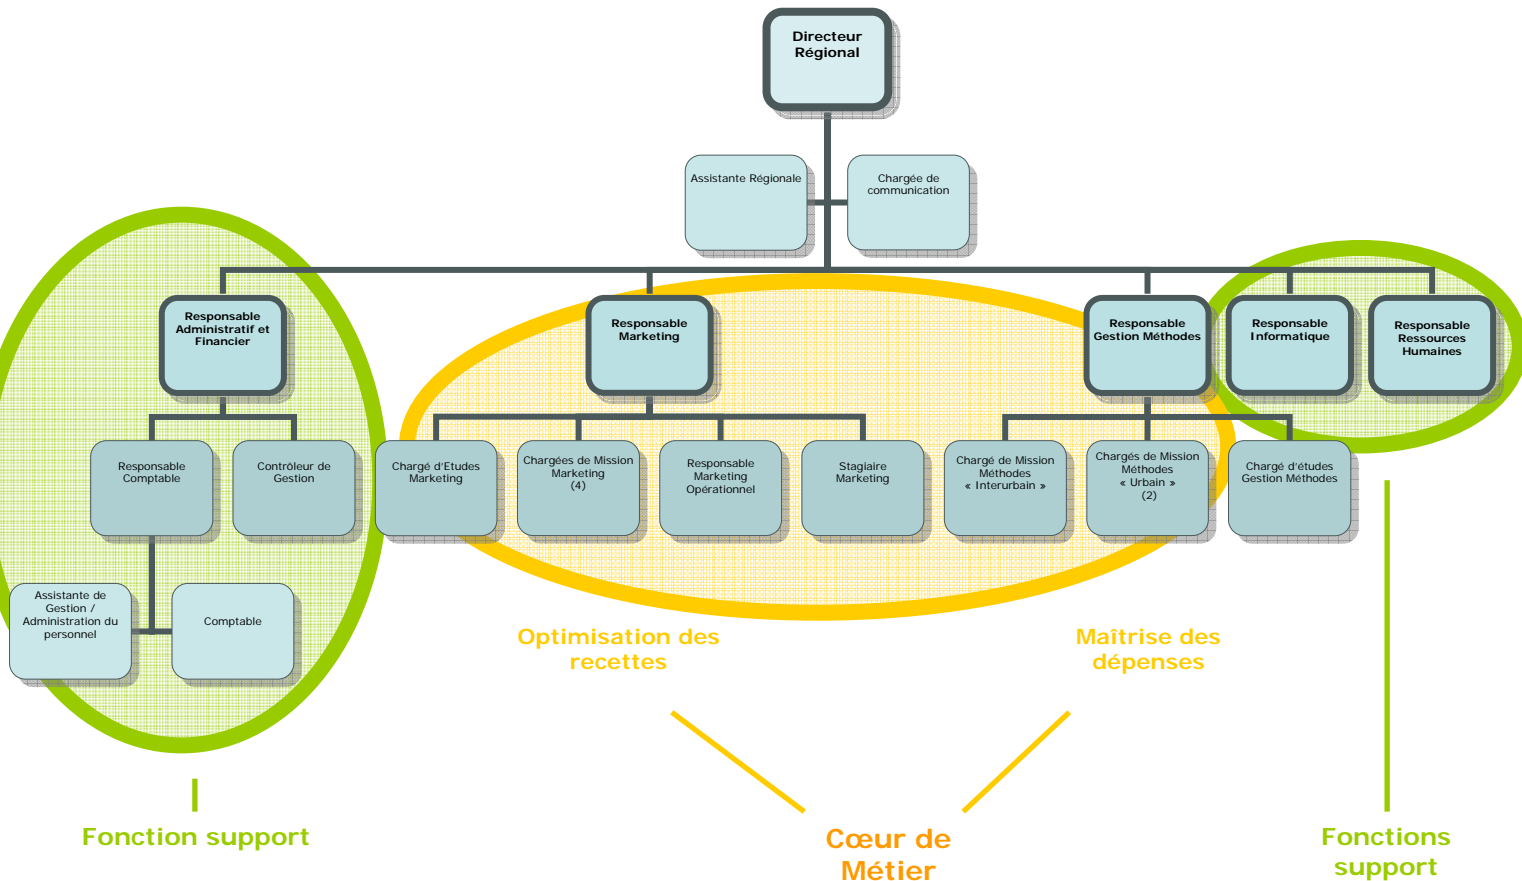 Directeur
Régional
Assistante Régionale
Chargée de
communication
Responsable
Administratif et
Financier
Responsable
Marketing
Responsable
Gestion Méthodes
Responsable
Informatique
Responsable
Ressources
Humaines
Responsable
Comptable
Contrôleur de
Gestion
Chargé d'Etudes
Marketing
Chargées de Mission
Marketing
(4)
Responsable
Marketing
Opérationnel
Stagiaire
Marketing
Chargé de Mission
Méthodes
« Interurbain »
Chargés de Mission
Méthodes
« Urbain »
(2)
Chargé d'études
Gestion Méthodes
Assistante de
Gestion /
Administration du
personnel
Comptable
Optimisation des
recettes
Maîtrise des
dépenses
Fonction support
Cœur de
Métier
Fonctions
support